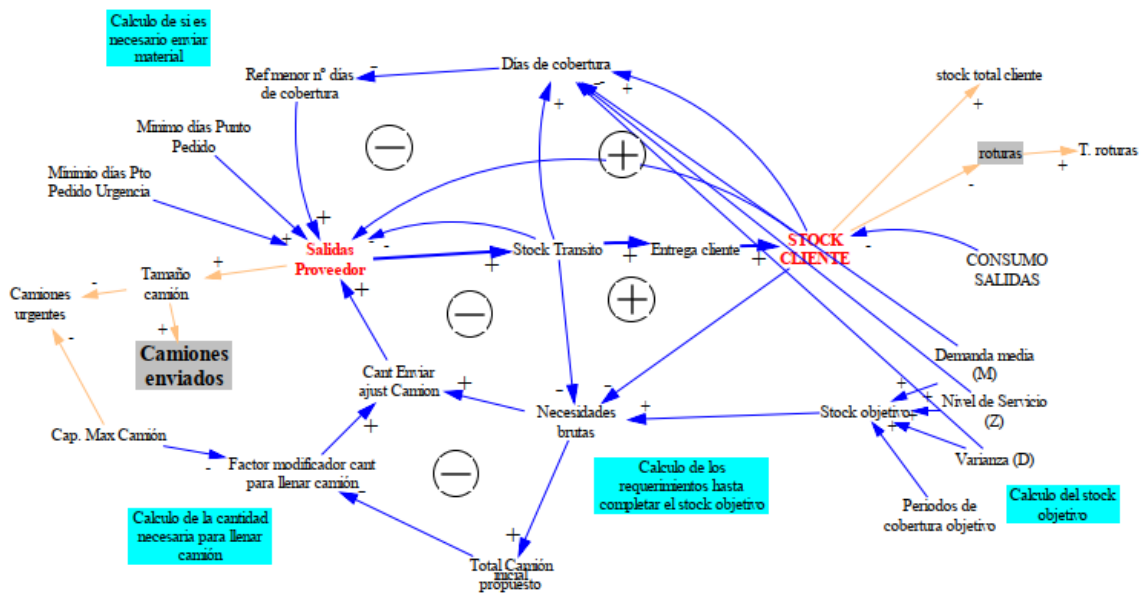 Calculo de si es
necesario enviar
material
Ref menor nº días
de cobertura
Días de cobertura
stock total cliente
Minimo días Punto
Pedido
roturas
T. roturas
Minimio días Pto
Pedido Urgencia
Salidas
Proveedor
Stock Transito
Entrega cliente
STOCK
CLIENTE
CONSUMO
SALIDAS
Tamaño
camión
Camiones
urgentes
Camiones
enviados
Cant Enviar
ajust Camion
Necesidades
brutas
Stock objetivo
Demanda media
(M)
Nivel de Servicio
(Z)
Varianza (D)
Cap. Max Camión
Factor modificador cant
para llenar camión
Calculo de los
requerimientos hasta
completar el stock objetivo
Periodos de
cobertura objetivo
Calculo del stock
objetivo
Calculo de la cantidad
necesaria para llenar
camión
Total Camión
inicial
propuesto